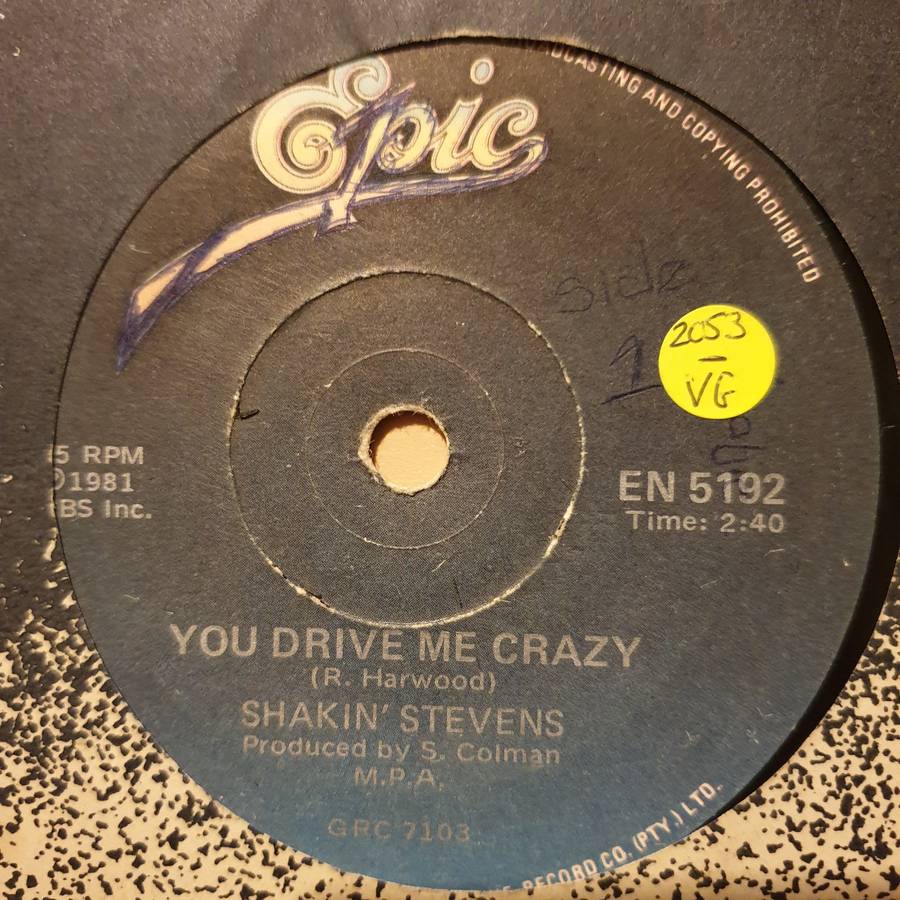 Epic
BROADCASTING AND COPYING PROHIBITED
side
1
2053
-
VG
5 RPM
℗1981
BS Inc.
EN 5192
Time: 2:40
YOU DRIVE ME CRAZY
(R. Harwood)
SHAKIN' STEVENS
Produced by S. Colman
M.P.A.
GRC 7103
RECORD CO. (PTY.) LTD.